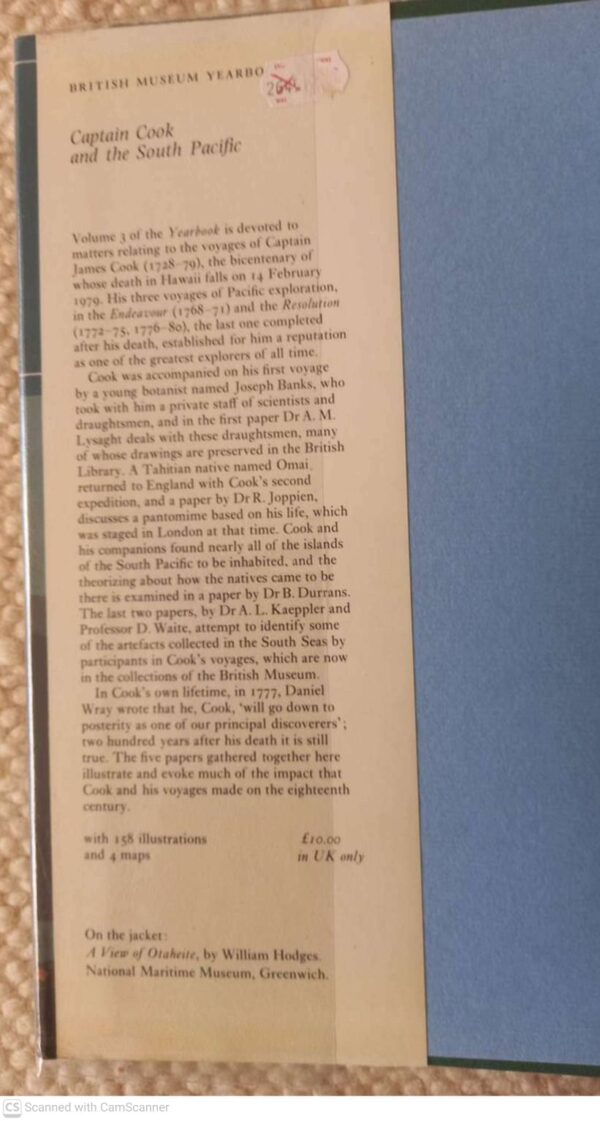 BRITISH MUSEUM YEARBO
Captain Cook
and the South Pacific
Volume 3 of the Yearbook is devoted to
matters relating to the voyages of Captain
James Cook (1728–79), the bicentenary of
whose death in Hawaii falls on 14 February
1979. His three voyages of Pacific exploration,
in the Endeavour (1768–71) and the Resolution
(1772–75, 1776–80), the last one completed
after his death, established for him a reputation
as one of the greatest explorers of all time.
Cook was accompanied on his first voyage
by a young botanist named Joseph Banks, who
took with him a private staff of scientists and
draughtsmen, and in the first paper Dr A. M.
Lysaght deals with these draughtsmen, many
of whose drawings are preserved in the British
Library. A Tahitian native named Omai
returned to England with Cook's second
expedition, and a paper by Dr R. Joppien,
discusses a pantomime based on his life, which
was staged in London at that time. Cook and
his companions found nearly all of the islands
of the South Pacific to be inhabited, and the
theorizing about how the natives came to be
there is examined in a paper by Dr B. Durrans.
The last two papers, by Dr A. L. Kaeppler and
Professor D. Waite, attempt to identify some
of the artefacts collected in the South Seas by
participants in Cook's voyages, which are now
in the collections of the British Museum.
In Cook's own lifetime, in 1777, Daniel
Wray wrote that he, Cook, 'will go down to
posterity as one of our principal discoverers';
two hundred years after his death it is still
true. The five papers gathered together here
illustrate and evoke much of the impact that
Cook and his voyages made on the eighteenth
century.
with 158 illustrations £10.00
and 4 maps in UK only
On the jacket:
A View of Otaheite, by William Hodges.
National Maritime Museum, Greenwich.
CS Scanned with CamScanner